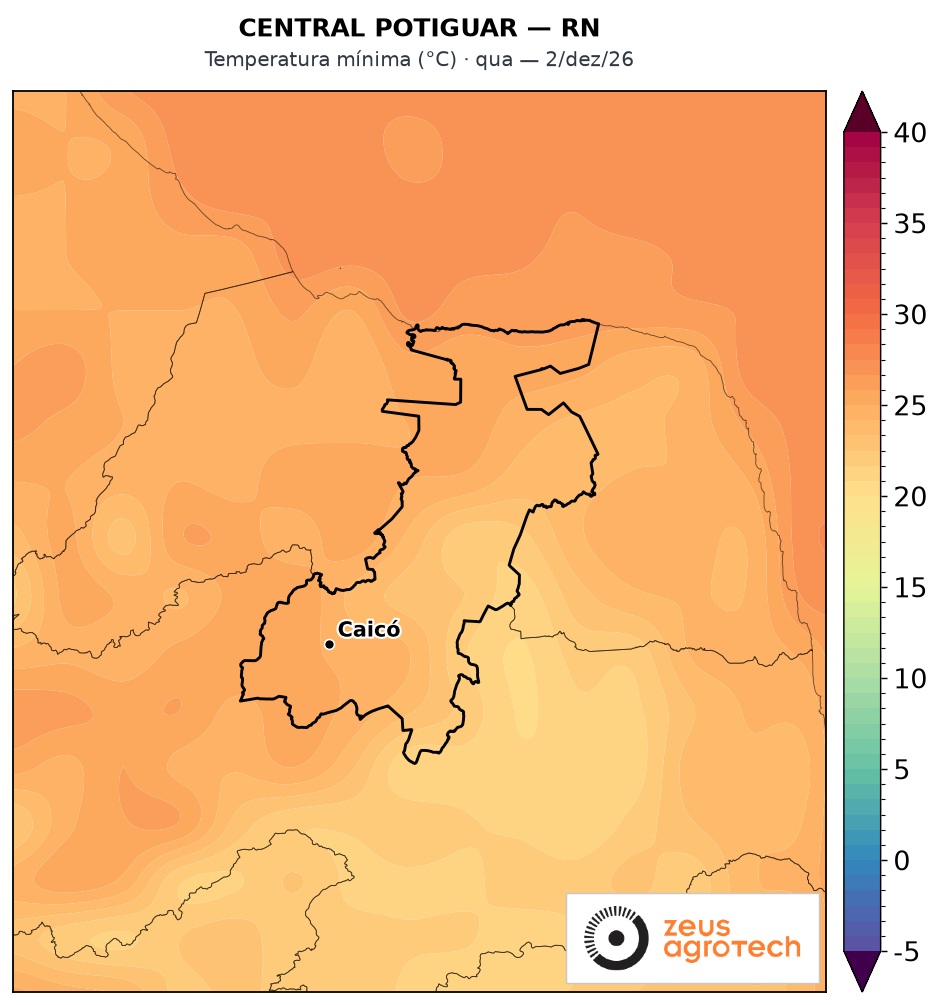 CENTRAL POTIGUAR — RN
Temperatura mínima (°C) · qua — 2/dez/26
40
35
30
25
20
15
10
5
0
-5
Caicó
zeus
agrotech